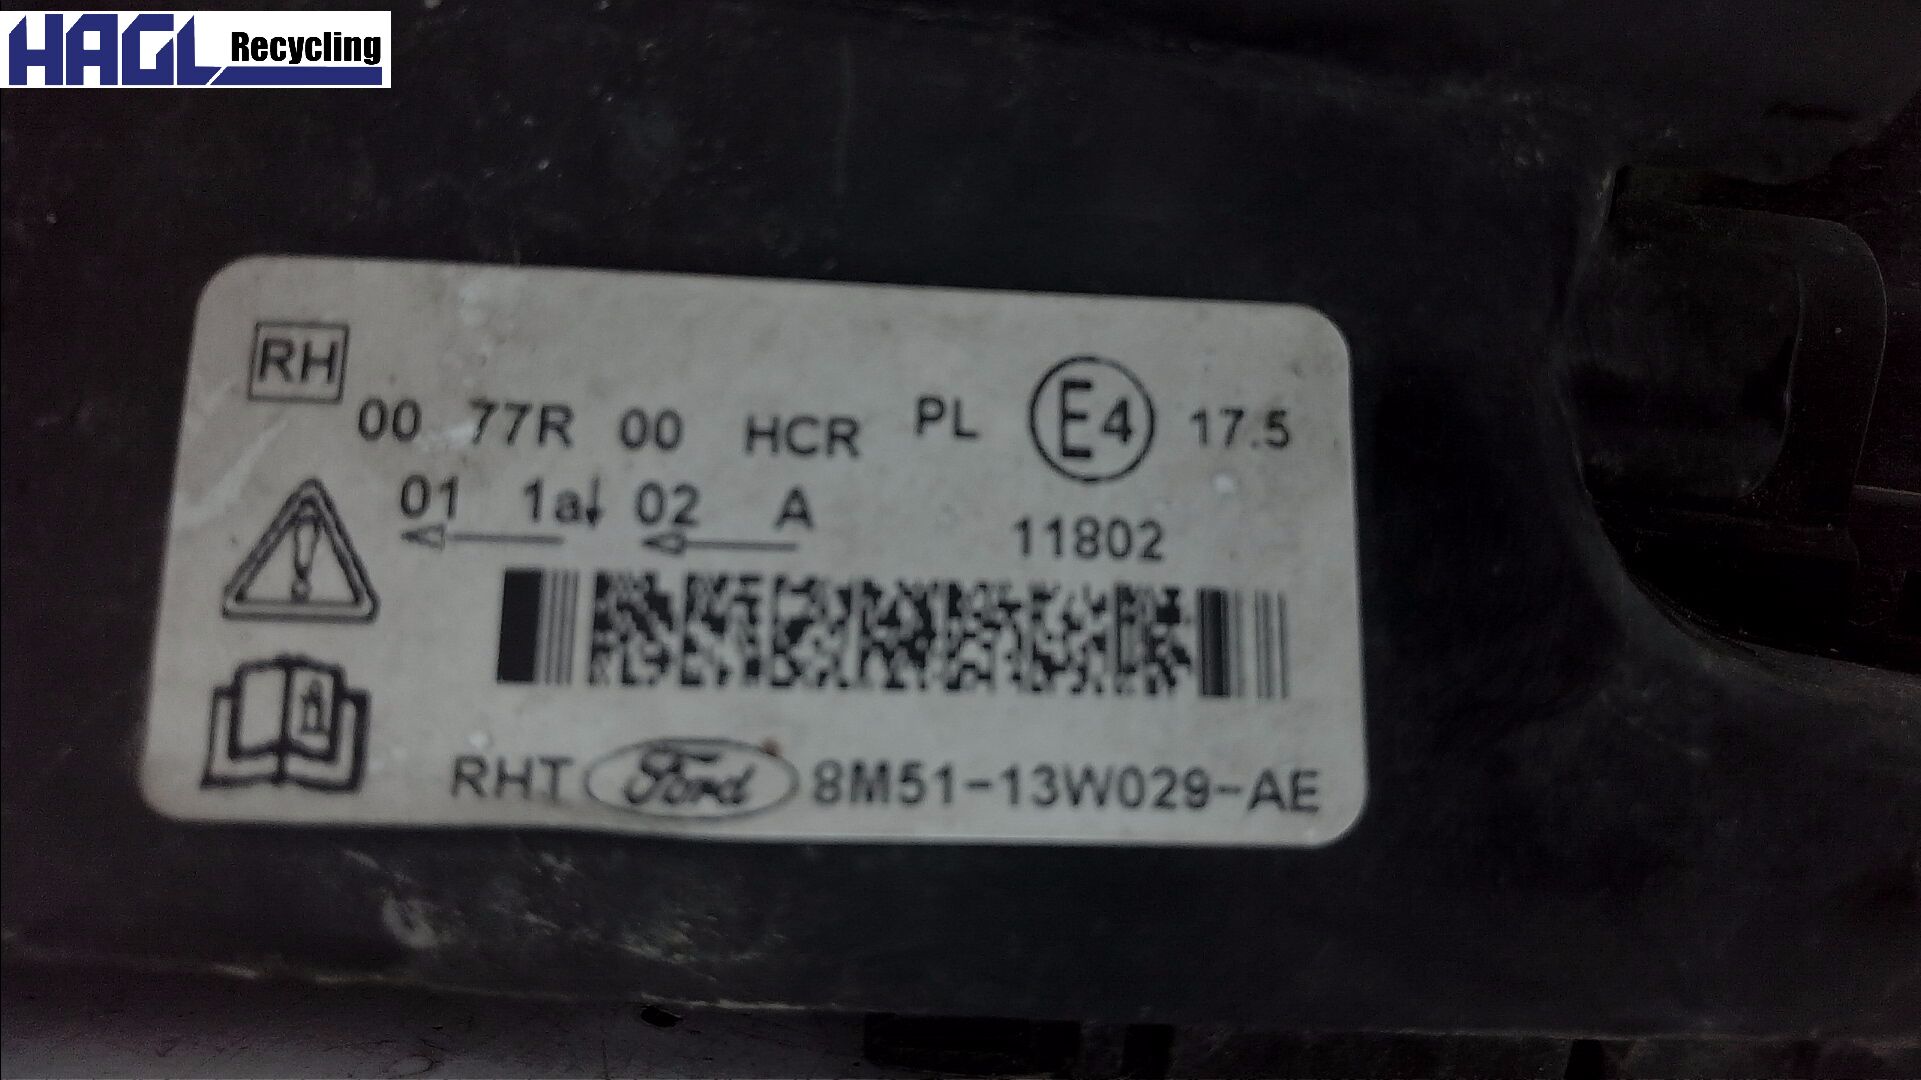 HAGL Recycling
RH
00 77R 00 HCR PL E4 17.5
01 1a 02 A
11802
RHT Ford 8M51-13W029-AE